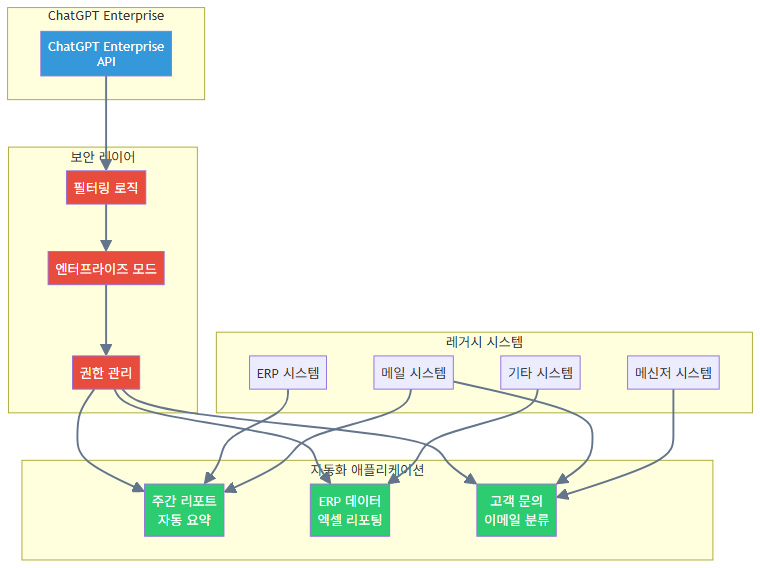 ChatGPT Enterprise
ChatGPT Enterprise
API
보안 레이어
필터링 로직
엔터프라이즈 모드
권한 관리
레거시 시스템
ERP 시스템
메일 시스템
기타 시스템
메신저 시스템
자동화 애플리케이션
주간 리포트
자동 요약
ERP 데이터
엑셀 리포팅
고객 문의
이메일 분류